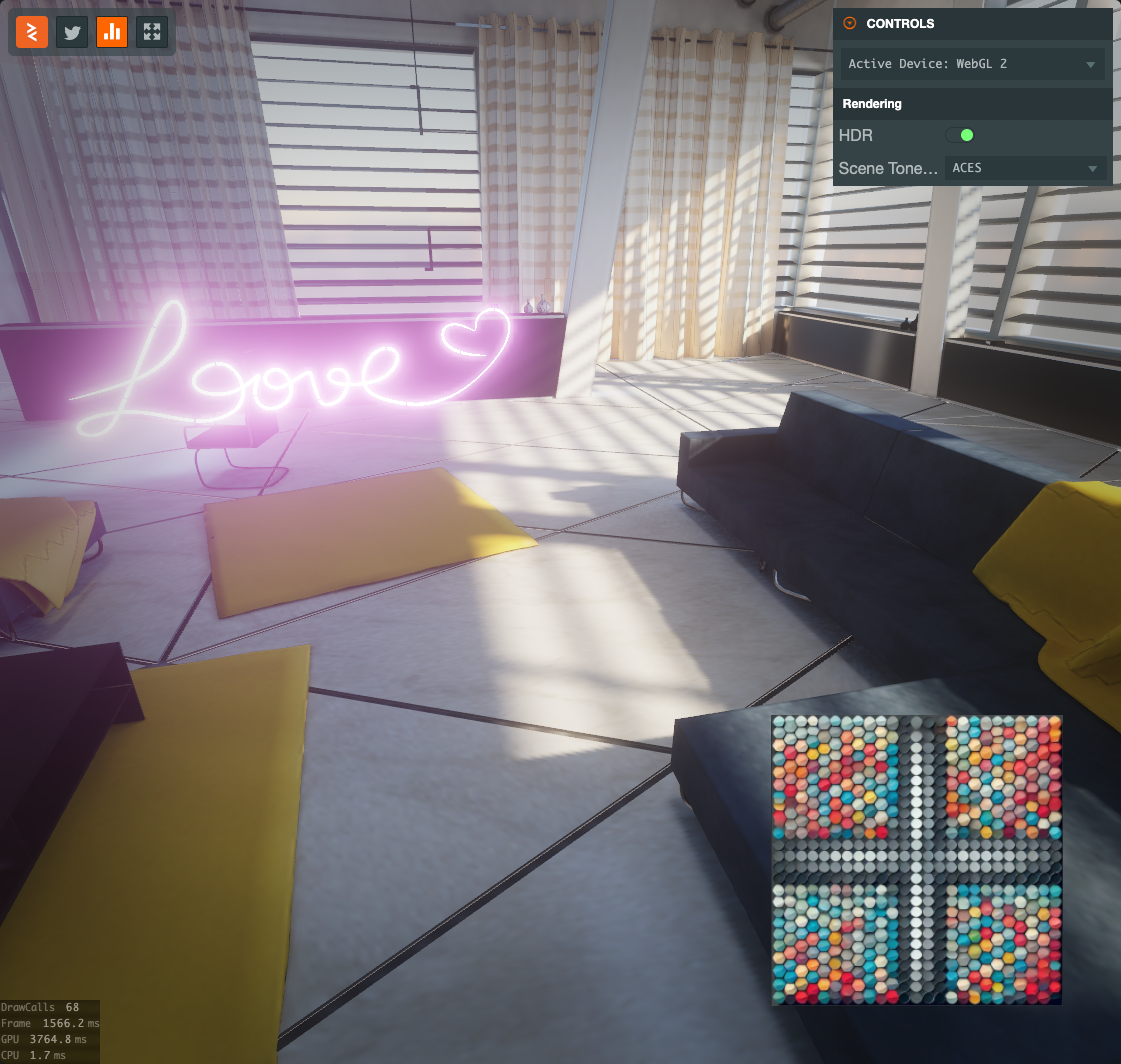 CONTROLS
Active Device: WebGL 2
Rendering
HDR
Scene Tone...
ACES
Love
DrawCalls 68
Frame 1566.2 ms
GPU 3764.8 ms
CPU 1.7 ms